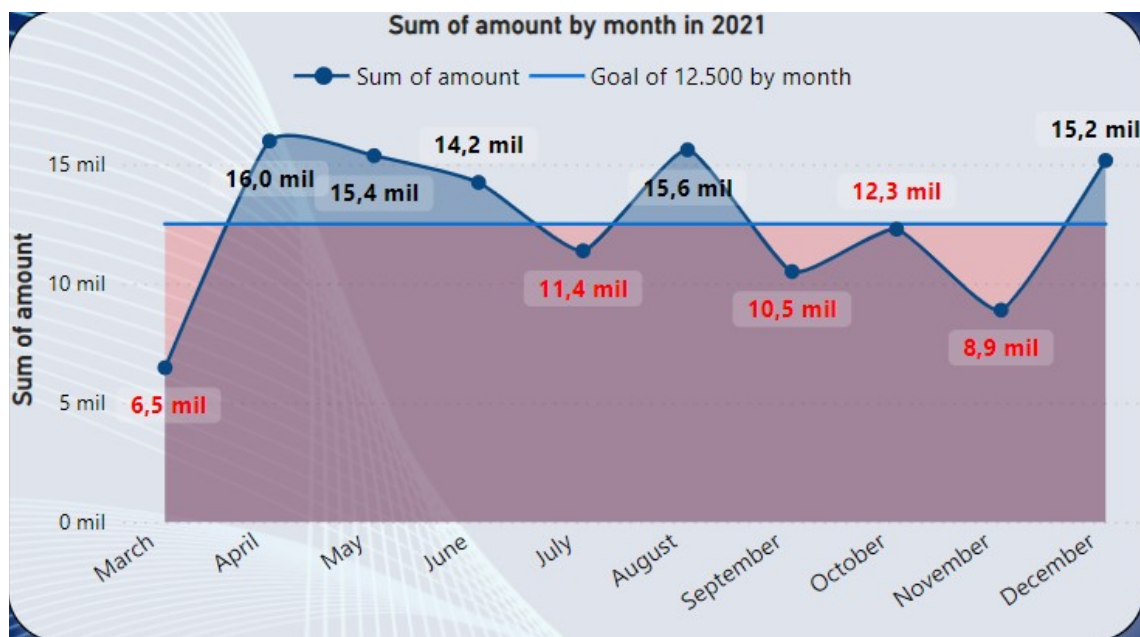 Sum of amount by month in 2021
Sum of amount
Goal of 12.500 by month
Sum of amount
15 mil
10 mil
5 mil
0 mil
6,5 mil
16,0 mil
15,4 mil
14,2 mil
11,4 mil
15,6 mil
10,5 mil
12,3 mil
8,9 mil
15,2 mil
March
April
May
June
July
August
September
October
November
December